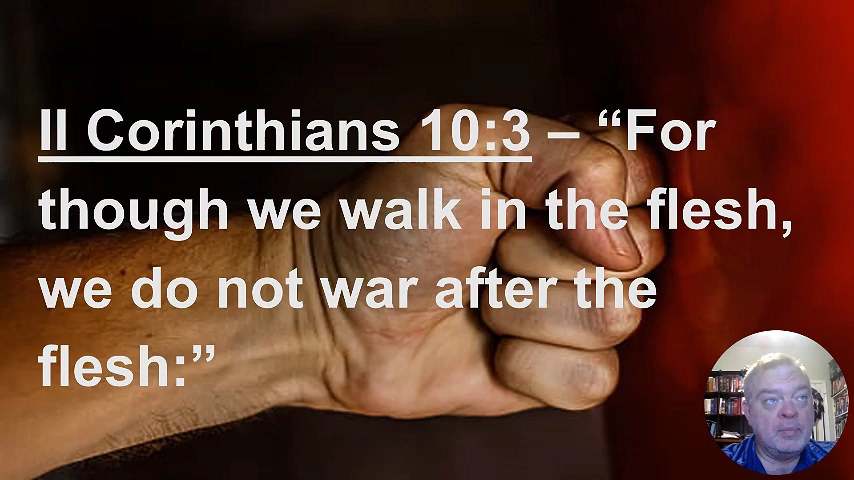 II Corinthians 10:3 – “For
though we walk in the flesh,
we do not war after the
flesh:”